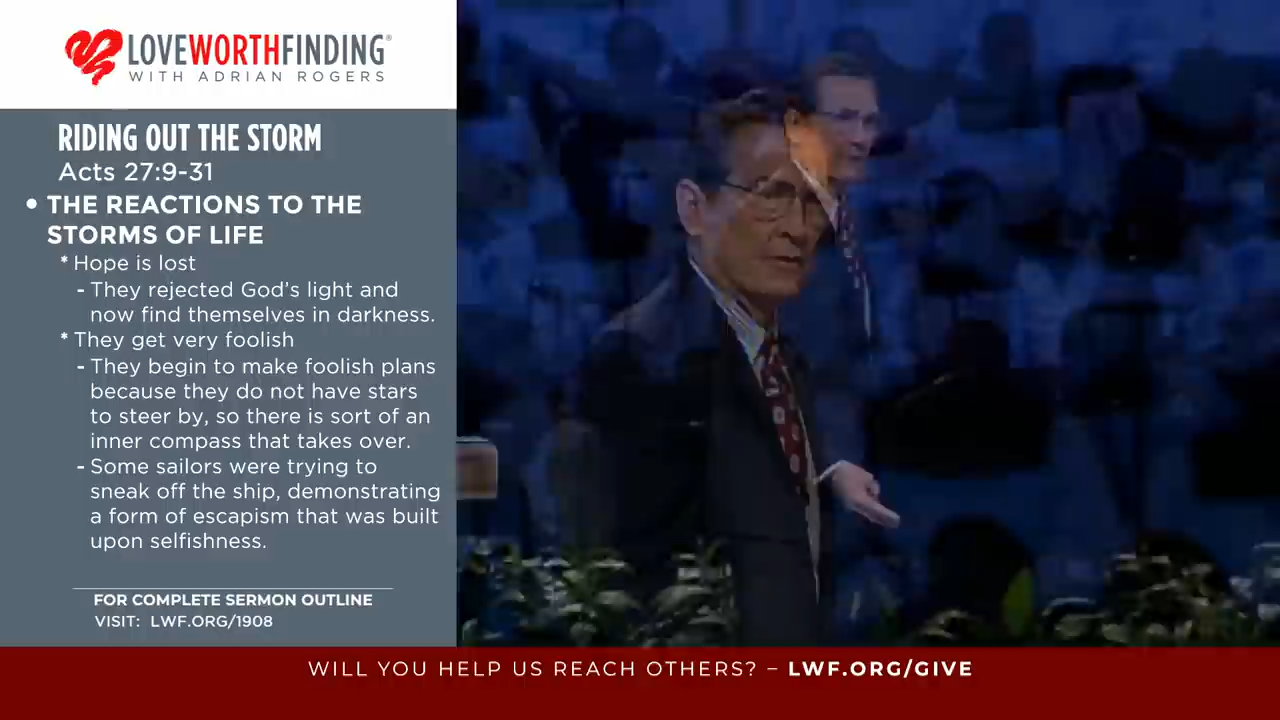 LOVEWORTHFINDING®
WITH ADRIAN ROGERS
RIDING OUT THE STORM
Acts 27:9-31
• THE REACTIONS TO THE
STORMS OF LIFE
* Hope is lost
- They rejected God's light and
now find themselves in darkness.
* They get very foolish
- They begin to make foolish plans
because they do not have stars
to steer by, so there is sort of an
inner compass that takes over.
- Some sailors were trying to
sneak off the ship, demonstrating
a form of escapism that was built
upon selfishness.
FOR COMPLETE SERMON OUTLINE
VISIT: LWF.ORG/1908
WILL YOU HELP US REACH OTHERS? – LWF.ORG/GIVE